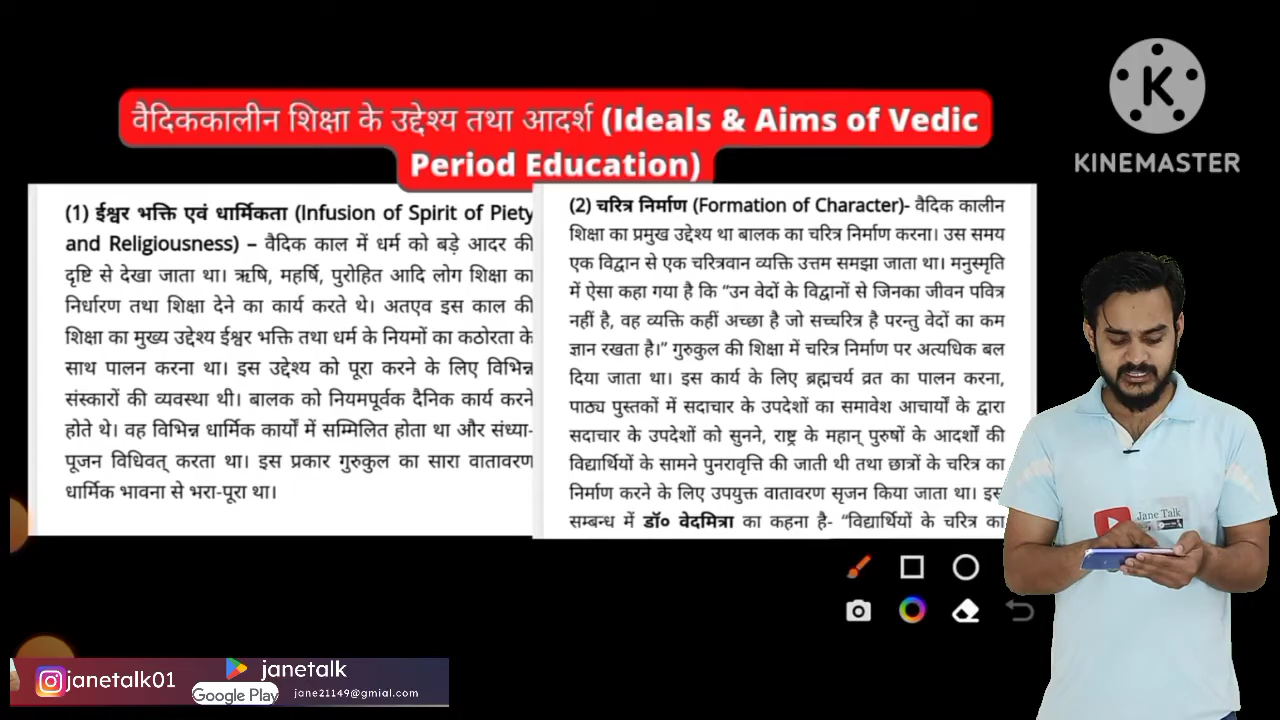 वैदिककालीन शिक्षा के उद्देश्य तथा आदर्श (Ideals & Aims of Vedic
Period Education)
(1) ईश्वर भक्ति एवं धार्मिकता (Infusion of Spirit of Piety
and Religiousness) – वैदिक काल में धर्म को बड़े आदर की
दृष्टि से देखा जाता था। ऋषि, महर्षि, पुरोहित आदि लोग शिक्षा का
निर्धारण तथा शिक्षा देने का कार्य करते थे। अतएव इस काल की
शिक्षा का मुख्य उद्देश्य ईश्वर भक्ति तथा धर्म के नियमों का कठोरता के
साथ पालन करना था। इस उद्देश्य को पूरा करने के लिए विभिन्न
संस्कारों की व्यवस्था थी। बालक को नियमपूर्वक दैनिक कार्य करने
होते थे। वह विभिन्न धार्मिक कार्यों में सम्मिलित होता था और संध्या-
पूजन विधिवत् करता था। इस प्रकार गुरुकुल का सारा वातावरण
धार्मिक भावना से भरा-पूरा था।
(2) चरित्र निर्माण (Formation of Character)- वैदिक कालीन
शिक्षा का प्रमुख उद्देश्य था बालक का चरित्र निर्माण करना। उस समय
एक विद्वान से एक चरित्रवान व्यक्ति उत्तम समझा जाता था। मनुस्मृति
में ऐसा कहा गया है कि “उन वेदों के विद्वानों से जिनका जीवन पवित्र
नहीं है, वह व्यक्ति कहीं अच्छा है जो सच्चरित्र है परन्तु वेदों का कम
ज्ञान रखता है।” गुरुकुल की शिक्षा में चरित्र निर्माण पर अत्यधिक बल
दिया जाता था। इस कार्य के लिए ब्रह्मचर्य व्रत का पालन करना,
पाठ्य पुस्तकों में सदाचार के उपदेशों का समावेश आचार्यों के द्वारा
सदाचार के उपदेशों को सुनने, राष्ट्र के महान् पुरुषों के आदर्शों की
विद्यार्थियों के सामने पुनरावृत्ति की जाती थी तथा छात्रों के चरित्र का
निर्माण करने के लिए उपयुक्त वातावरण सृजन किया जाता था। इस
सम्बन्ध में डॉ० वेदमित्रा का कहना है- “विद्यार्थियों के चरित्र का
KINEMASTER
Jane Talk
janetalk01
janetalk
Google Play
jane21149@gmial.com